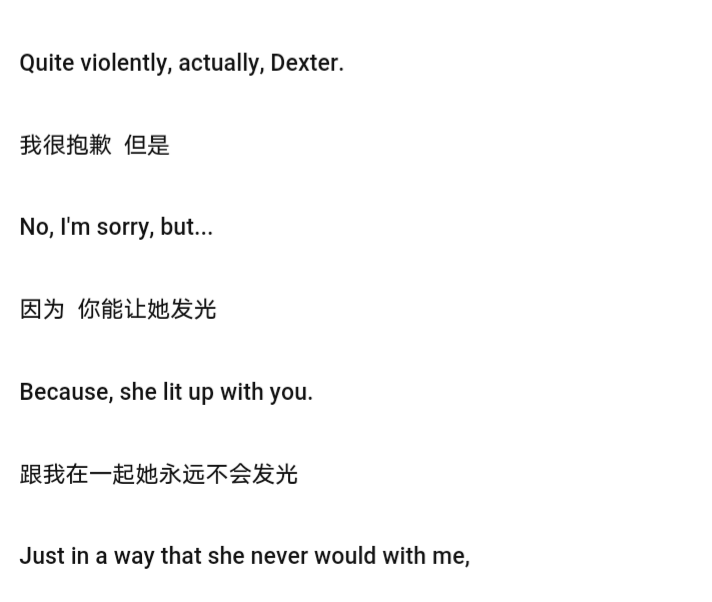 Quite violently, actually, Dexter.
我很抱歉 但是
No, I'm sorry, but...
因为 你能让她发光
Because, she lit up with you.
跟我在一起她永远不会发光
Just in a way that she never would with me,